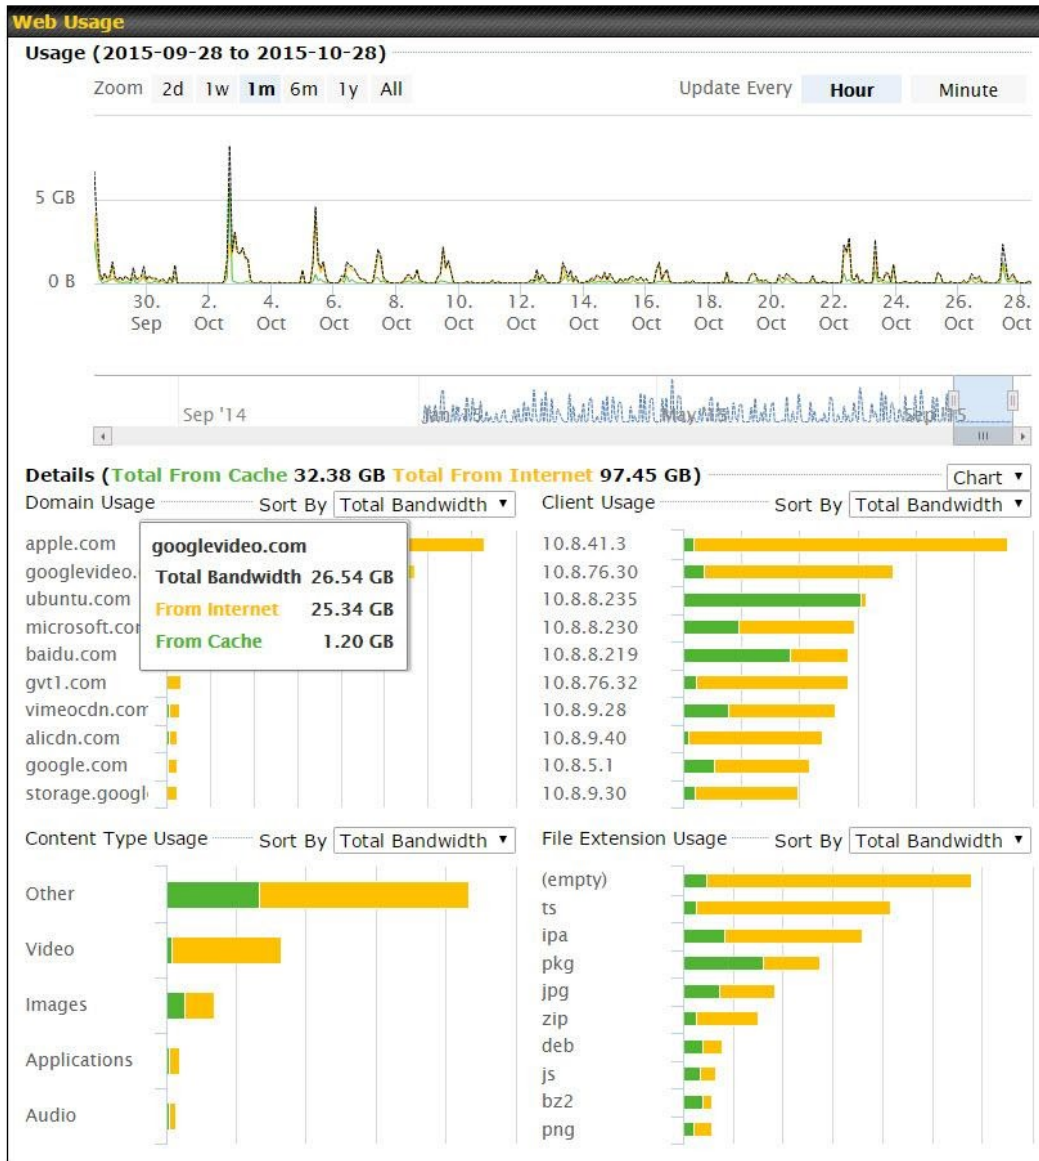 Web Usage
Usage (2015-09-28 to 2015-10-28)
Zoom 2d 1w 1m 6m 1y All Update Every Hour Minute
5 GB
0 B
30. 2. 4. 6. 8. 10. 12. 14. 16. 18. 20. 22. 24. 26. 28.
Sep Oct Oct Oct Oct Oct Oct Oct Oct Oct Oct Oct Oct Oct Oct
Sep '14 Jan '15 May '15 Sep '15
Details (Total From Cache 32.38 GB Total From Internet 97.45 GB) Chart
Domain Usage Sort By Total Bandwidth
apple.com
googlevideo.
ubuntu.com
microsoft.cor
baidu.com
gvt1.com
vimeocdn.com
alicdn.com
google.com
storage.googl
googlevideo.com
Total Bandwidth 26.54 GB
From Internet 25.34 GB
From Cache 1.20 GB
Client Usage Sort By Total Bandwidth
10.8.41.3
10.8.76.30
10.8.8.235
10.8.8.230
10.8.8.219
10.8.76.32
10.8.9.28
10.8.9.40
10.8.5.1
10.8.9.30
Content Type Usage Sort By Total Bandwidth
Other
Video
Images
Applications
Audio
File Extension Usage Sort By Total Bandwidth
(empty)
ts
ipa
pkg
jpg
zip
deb
js
bz2
png